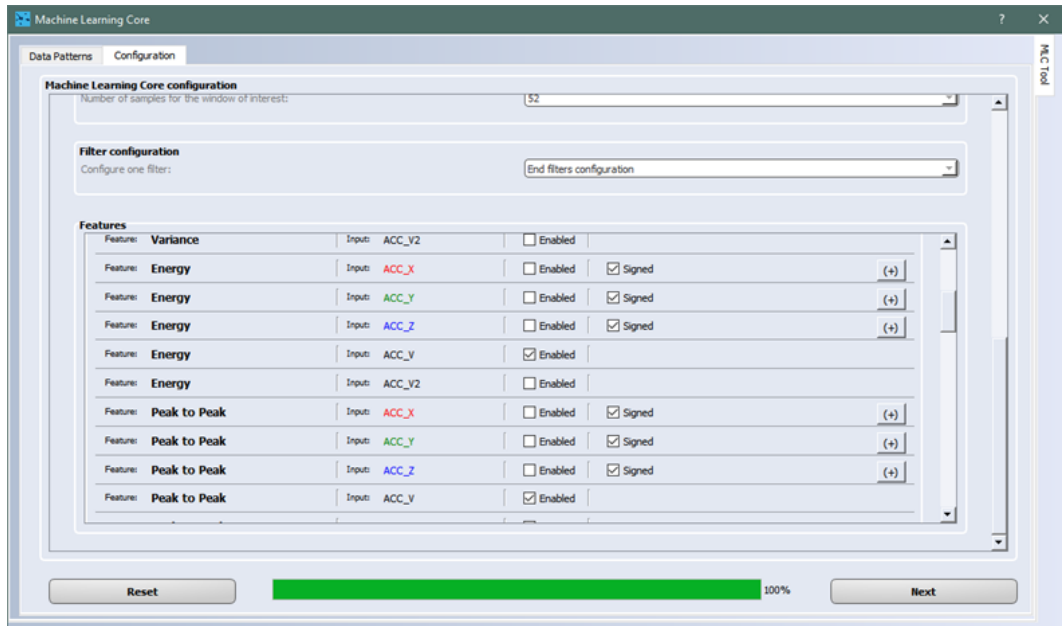 Machine Learning Core
?
×
Data Patterns
Configuration
MLC Tool
Machine Learning Core configuration
Number of samples for the window of interest: 52
Filter configuration
Configure one filter: End filters configuration
Features
Feature: Variance Input: ACC_V2 Enabled
Feature: Energy Input: ACC_X Enabled Signed (+)
Feature: Energy Input: ACC_Y Enabled Signed (+)
Feature: Energy Input: ACC_Z Enabled Signed (+)
Feature: Energy Input: ACC_V Enabled
Feature: Energy Input: ACC_V2 Enabled
Feature: Peak to Peak Input: ACC_X Enabled Signed (+)
Feature: Peak to Peak Input: ACC_Y Enabled Signed (+)
Feature: Peak to Peak Input: ACC_Z Enabled Signed (+)
Feature: Peak to Peak Input: ACC_V Enabled
Reset 100% Next